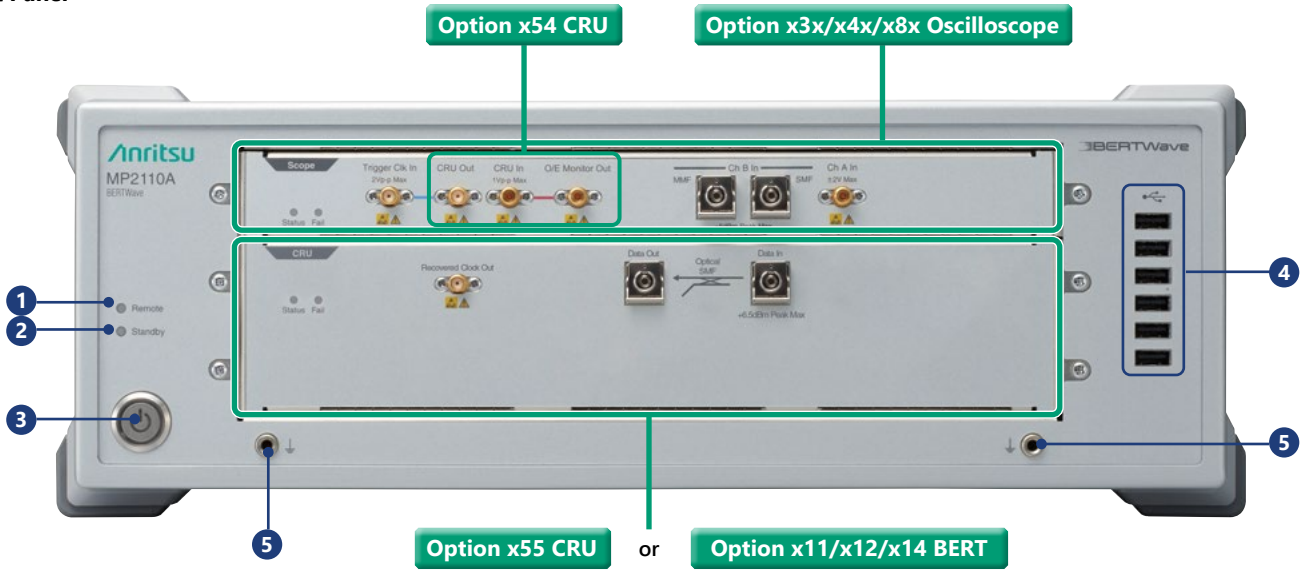 Option x54 CRU
Option x3x/x4x/x8x Oscilloscope
Anritsu
MP2110A
BERTWave
BERTWave
Scope
Trigger Clk In
2Vp-p Max
CRU Out
CRU In
1Vp-p Max
O/E Monitor Out
MMF
Ch B In
SMF
Ch A In
±2V Max
Status Fail
Peak Max
CRU
Recovered Clock Out
Data Out
Optical
SMF
Data In
+6.5dBm Peak Max
Status Fail
1
Remote
2
Standby
3
4
5
5
Option x55 CRU
or
Option x11/x12/x14 BERT